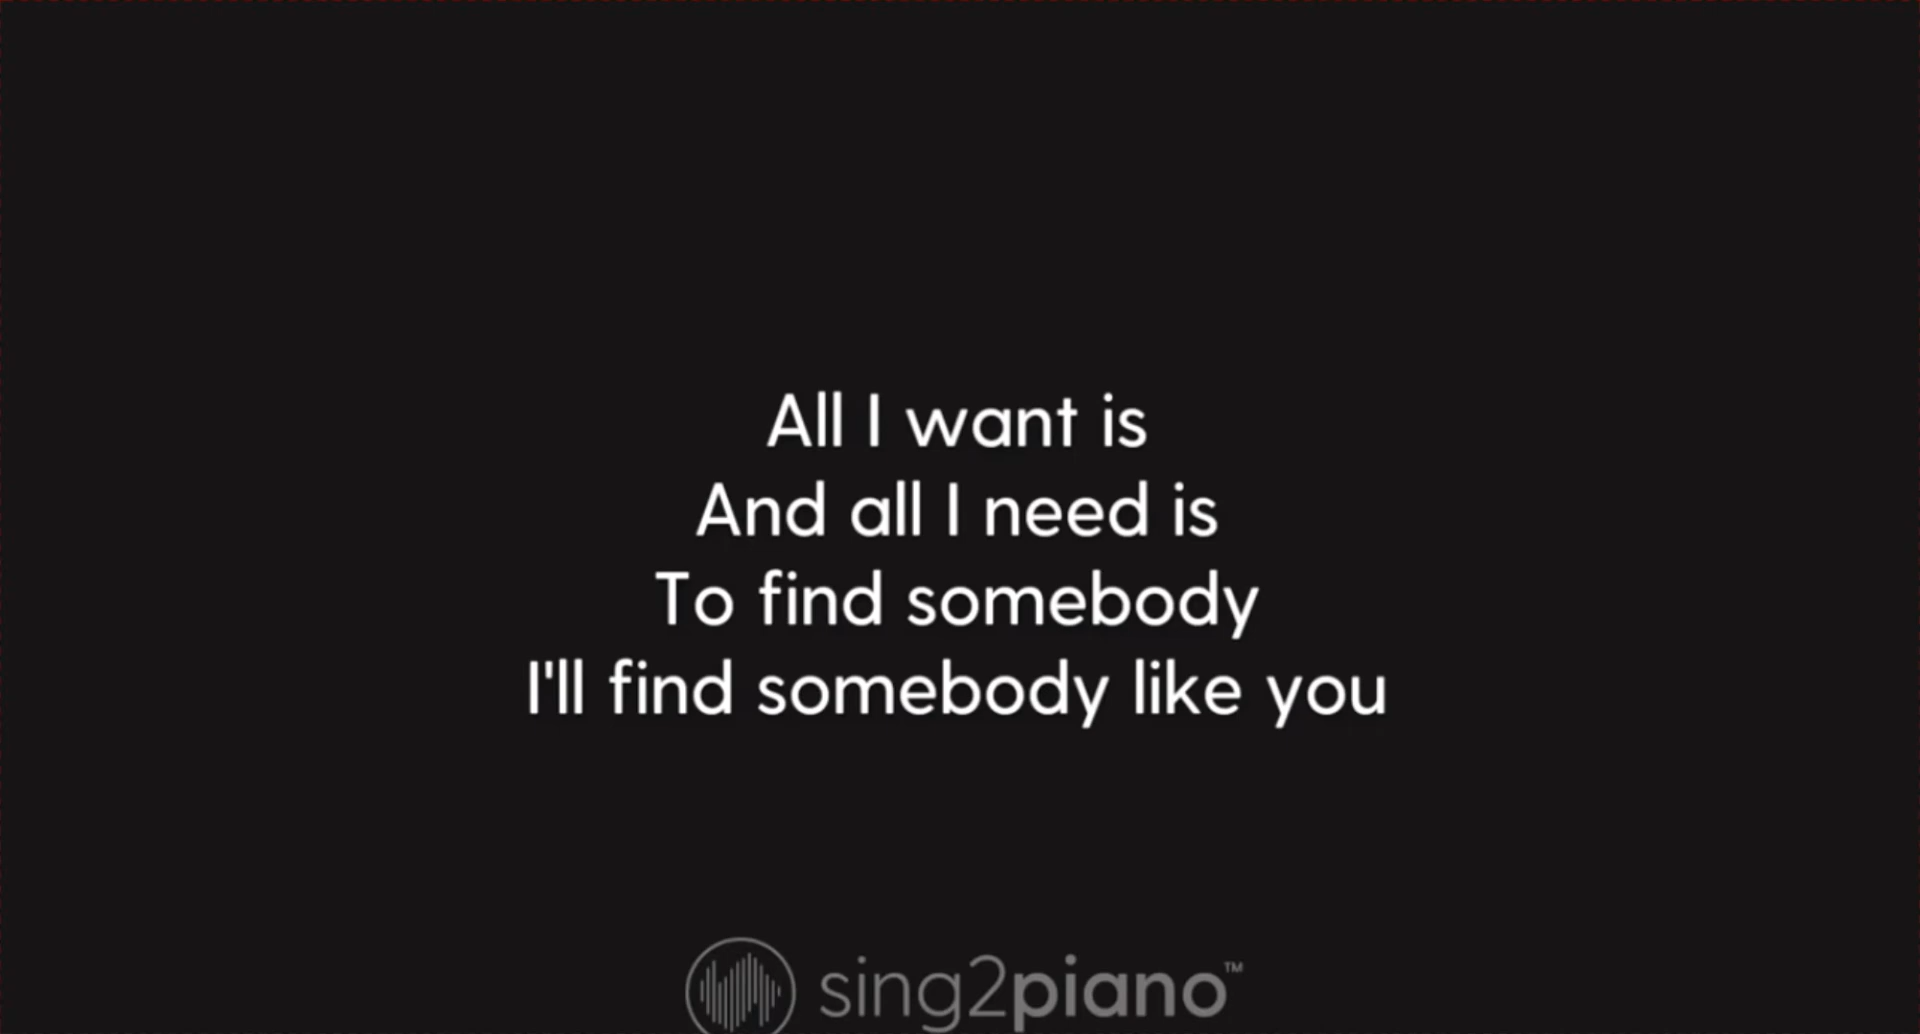 All I want is
And all I need is
To find somebody
I'll find somebody like you
sing2piano™